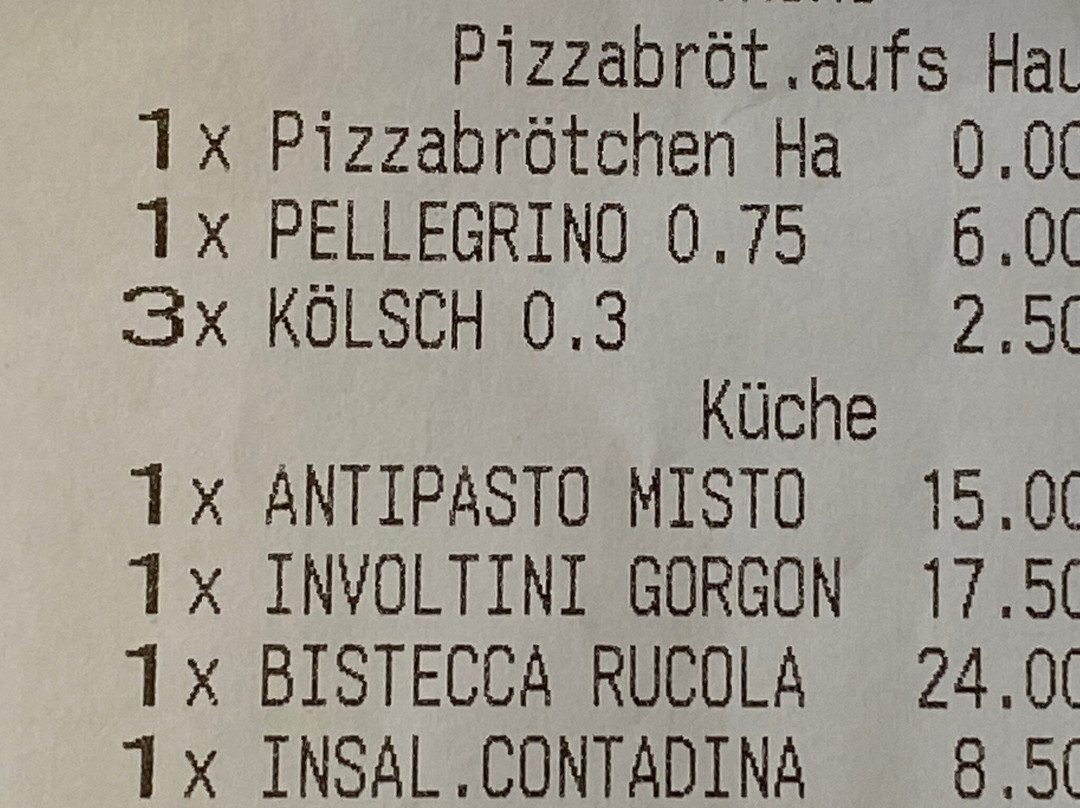 Pizzabröt.aufs Hau
1x Pizzabrötchen Ha 0.00
1x PELLEGRINO 0.75 6.00
3x KÖLSCH 0.3 2.50
Küche
1x ANTIPASTO MISTO 15.00
1x INVOLTINI GORGON 17.50
1x BISTECCA RUCOLA 24.00
1x INSAL.CONTADINA 8.50